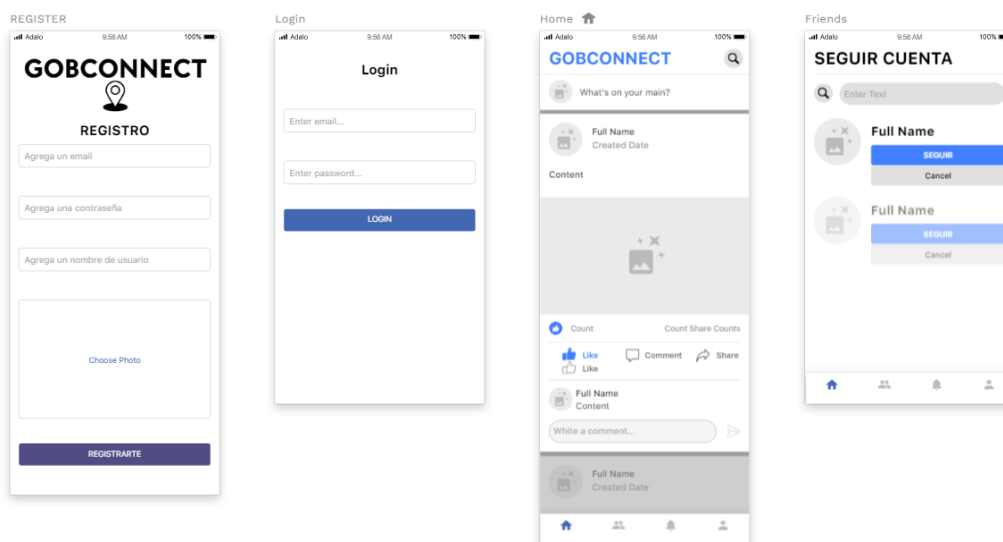 REGISTER
Adalo 9:56 AM 100%
GOBCONNECT
REGISTRO
Agrega un email
Agrega una contraseña
Agrega un nombre de usuario
Choose Photo
REGISTRARTE
Login
Adalo 9:56 AM 100%
Login
Enter email...
Enter password...
LOGIN
Home
Adalo 9:56 AM 100%
GOBCONNECT
What's on your main?
Full Name
Created Date
Content
Count Count Share Counts
Like Comment Share
Like
Full Name
Content
White a comment...
Full Name
Created Date
Friends
Adalo 9:56 AM 100%
SEGUIR CUENTA
Enter Text
Full Name
SEGUIR
Cancel
Full Name
SEGUIR
Cancel